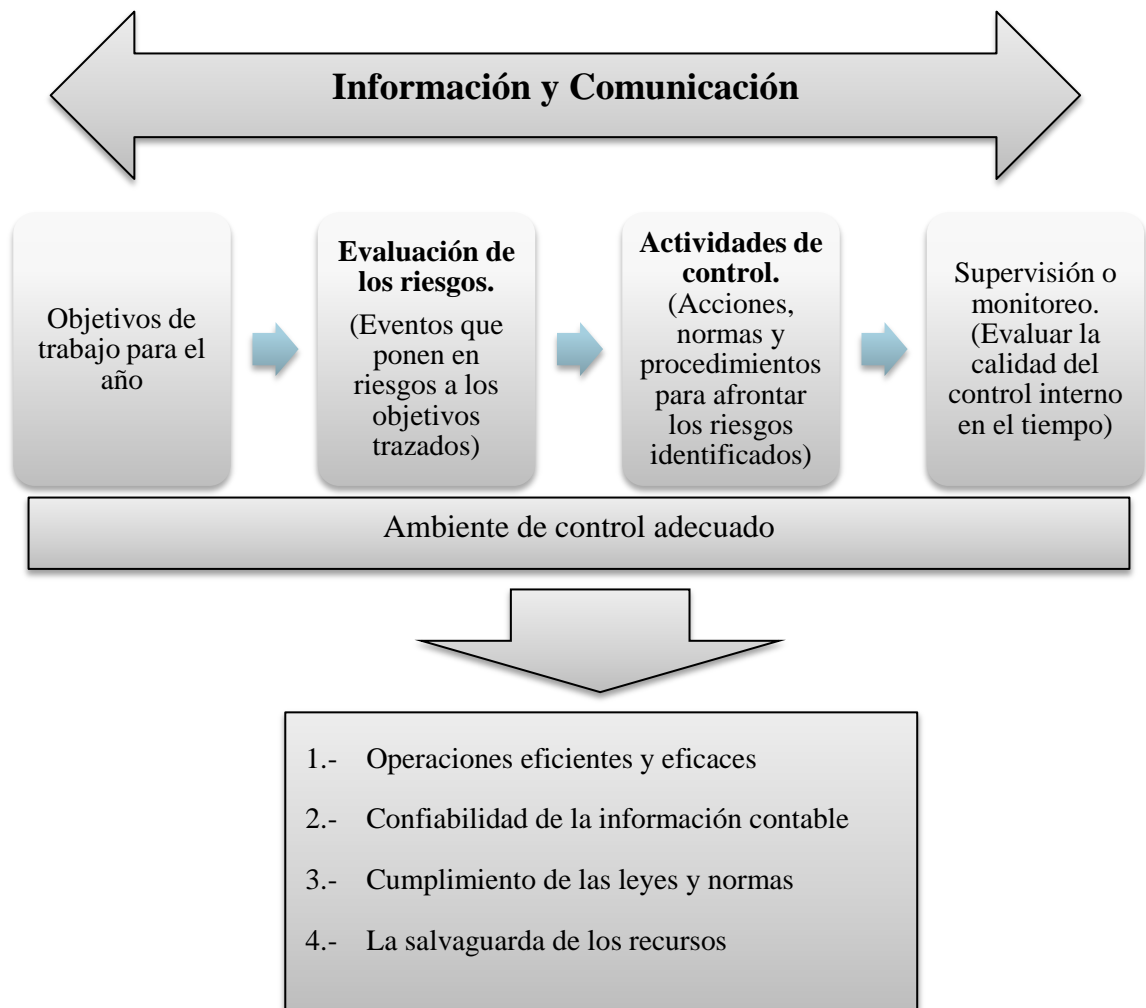 Información y Comunicación
Objetivos de
trabajo para el
año
Evaluación de
los riesgos.
(Eventos que
ponen en
riesgos a los
objetivos
trazados)
Actividades de
control.
(Acciones,
normas y
procedimientos
para afrontar
los riesgos
identificados)
Supervisión o
monitoreo.
(Evaluar la
calidad del
control interno
en el tiempo)
Ambiente de control adecuado
1.- Operaciones eficientes y eficaces
2.- Confiabilidad de la información contable
3.- Cumplimiento de las leyes y normas
4.- La salvaguarda de los recursos